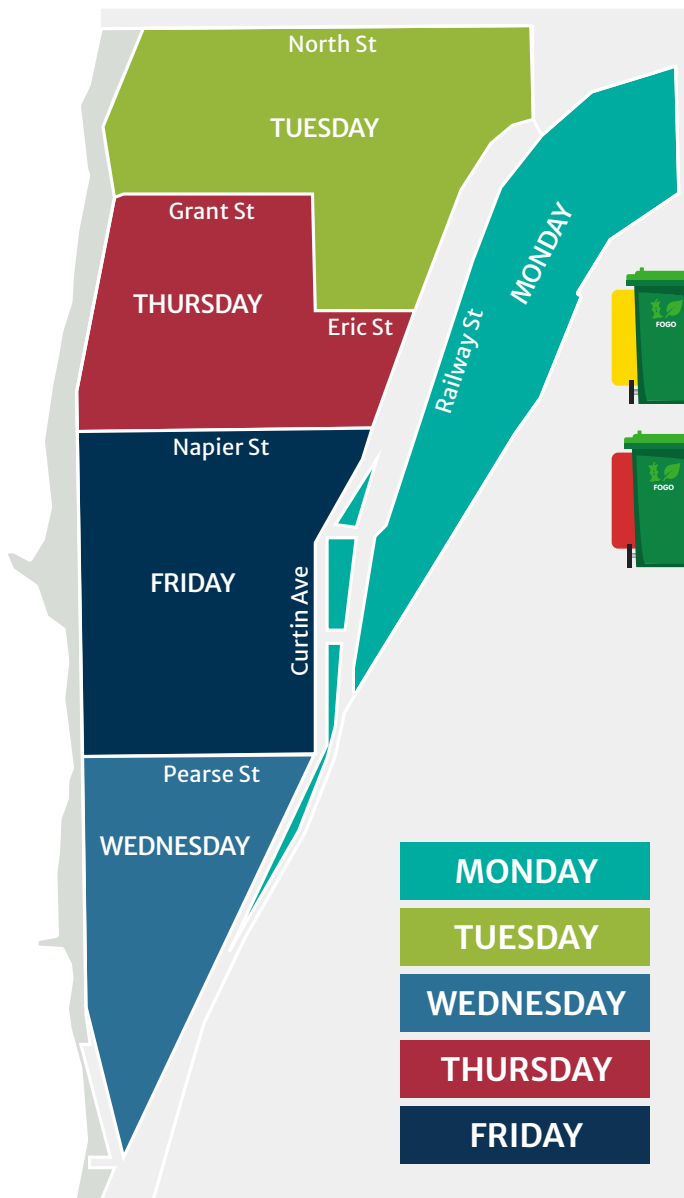 North St
TUESDAY
Grant St
MONDAY
THURSDAY
Eric St
Railway St
FOGO
Napier St
FOGO
FRIDAY
Curtin Ave
Pearse St
WEDNESDAY
MONDAY
TUESDAY
WEDNESDAY
THURSDAY
FRIDAY